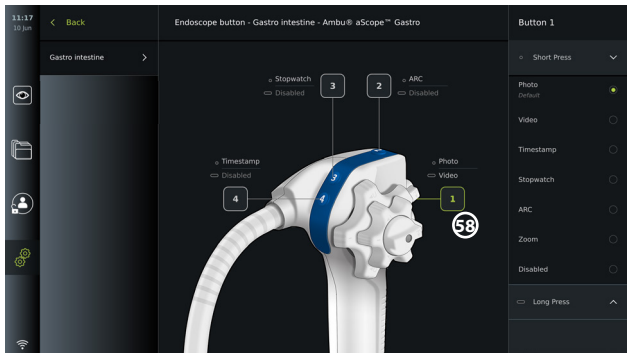 11:17
10 Jun
Back
Endoscope button - Gastro intestine - Ambu® aScope™ Gastro
Button 1
Gastro intestine
Short Press
Stopwatch
Disabled
3
2
ARC
Disabled
Photo
Default
Video
Timestamp
Disabled
4
Photo
Video
1
58
3
4
Timestamp
Stopwatch
ARC
Zoom
Disabled
Long Press